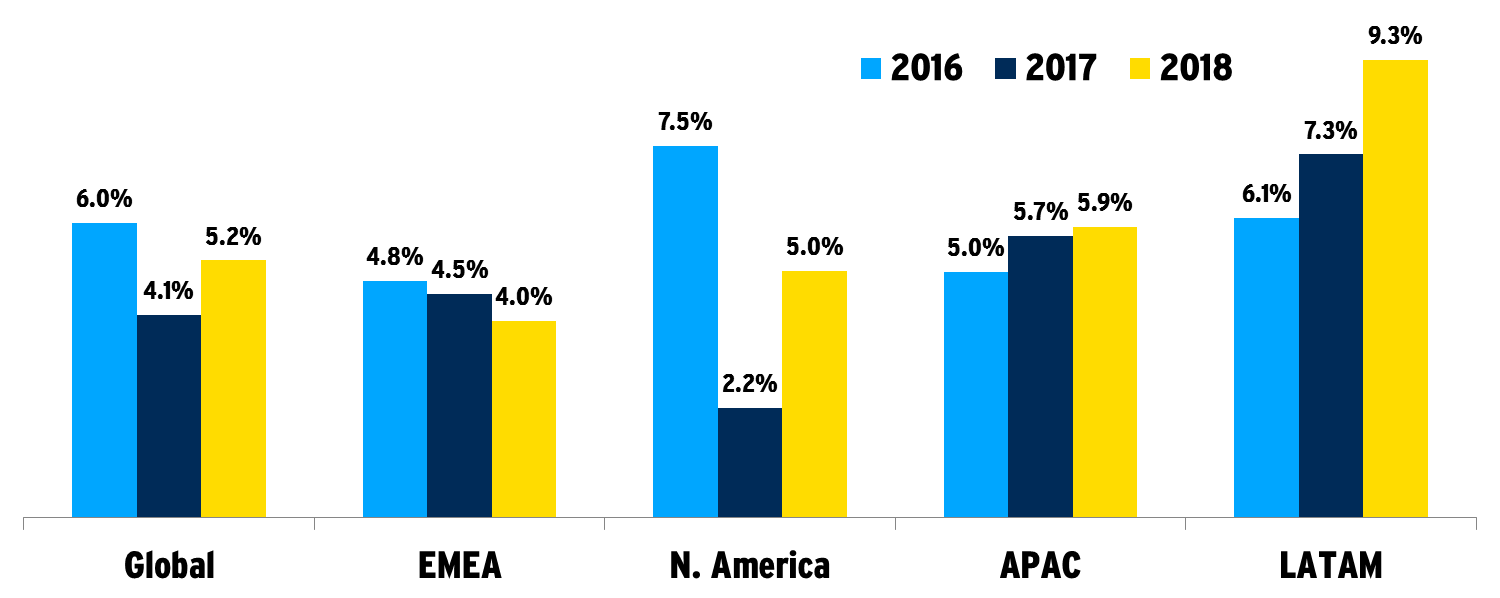 2016 2017 2018
6.0% 4.1% 5.2%
4.8% 4.5% 4.0%
7.5% 2.2% 5.0%
5.0% 5.7% 5.9%
6.1% 7.3% 9.3%
Global EMEA N. America APAC LATAM